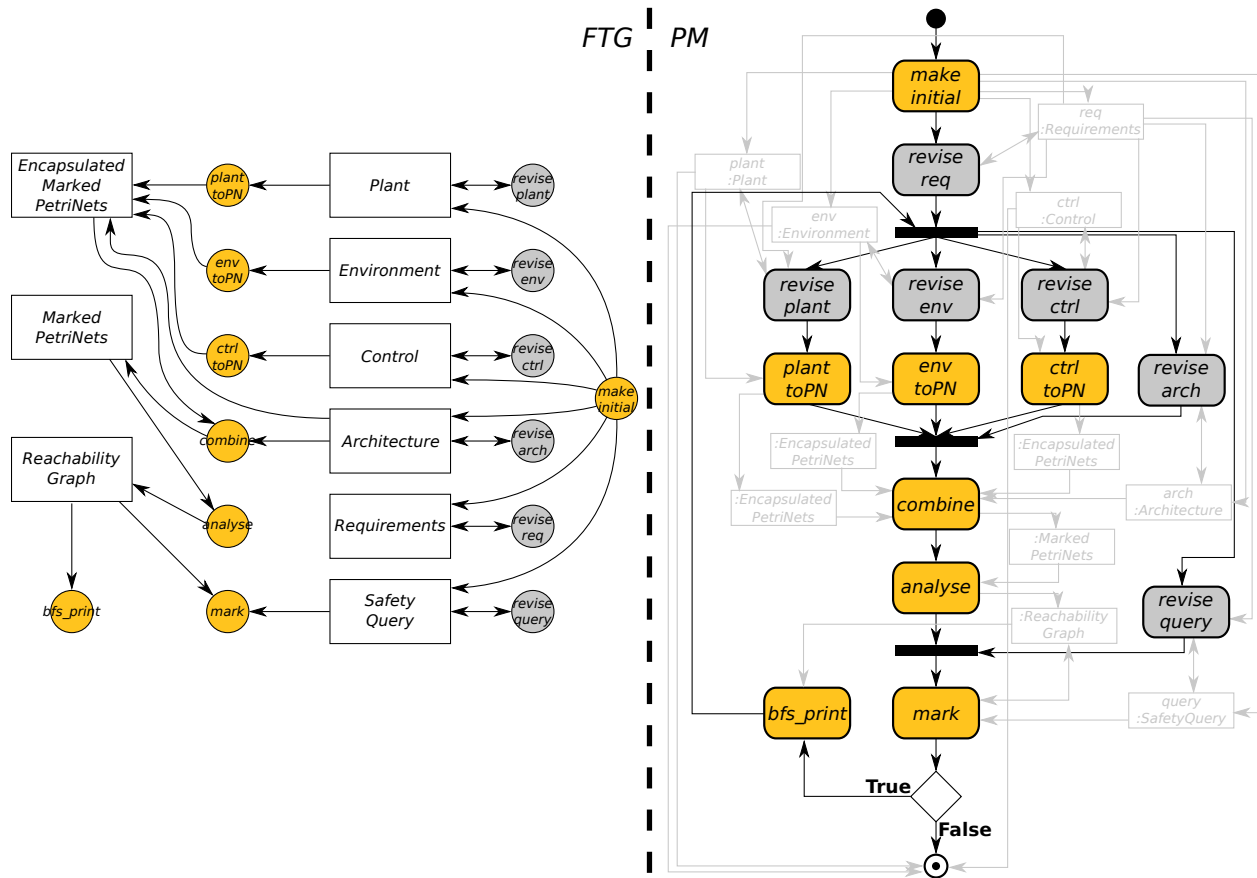 FTG
PM
Encapsulated
Marked
PetriNets
plant
toPN
Plant
revise
plant
env
toPN
Environment
revise
env
Marked
PetriNets
ctrl
toPN
Control
revise
ctrl
make
initial
combine
Architecture
revise
arch
Reachability
Graph
analyse
Requirements
revise
req
bfs_print
mark
Safety
Query
revise
query
make
initial
req
:Requirements
revise
req
plant
:Plant
env
:Environment
ctrl
:Control
revise
plant
revise
env
revise
ctrl
plant
toPN
env
toPN
ctrl
toPN
revise
arch
:Encapsulated
PetriNets
:Encapsulated
PetriNets
:Encapsulated
PetriNets
combine
arch
:Architecture
:Marked
PetriNets
analyse
:Reachability
Graph
revise
query
bfs_print
mark
query
:SafetyQuery
True
False